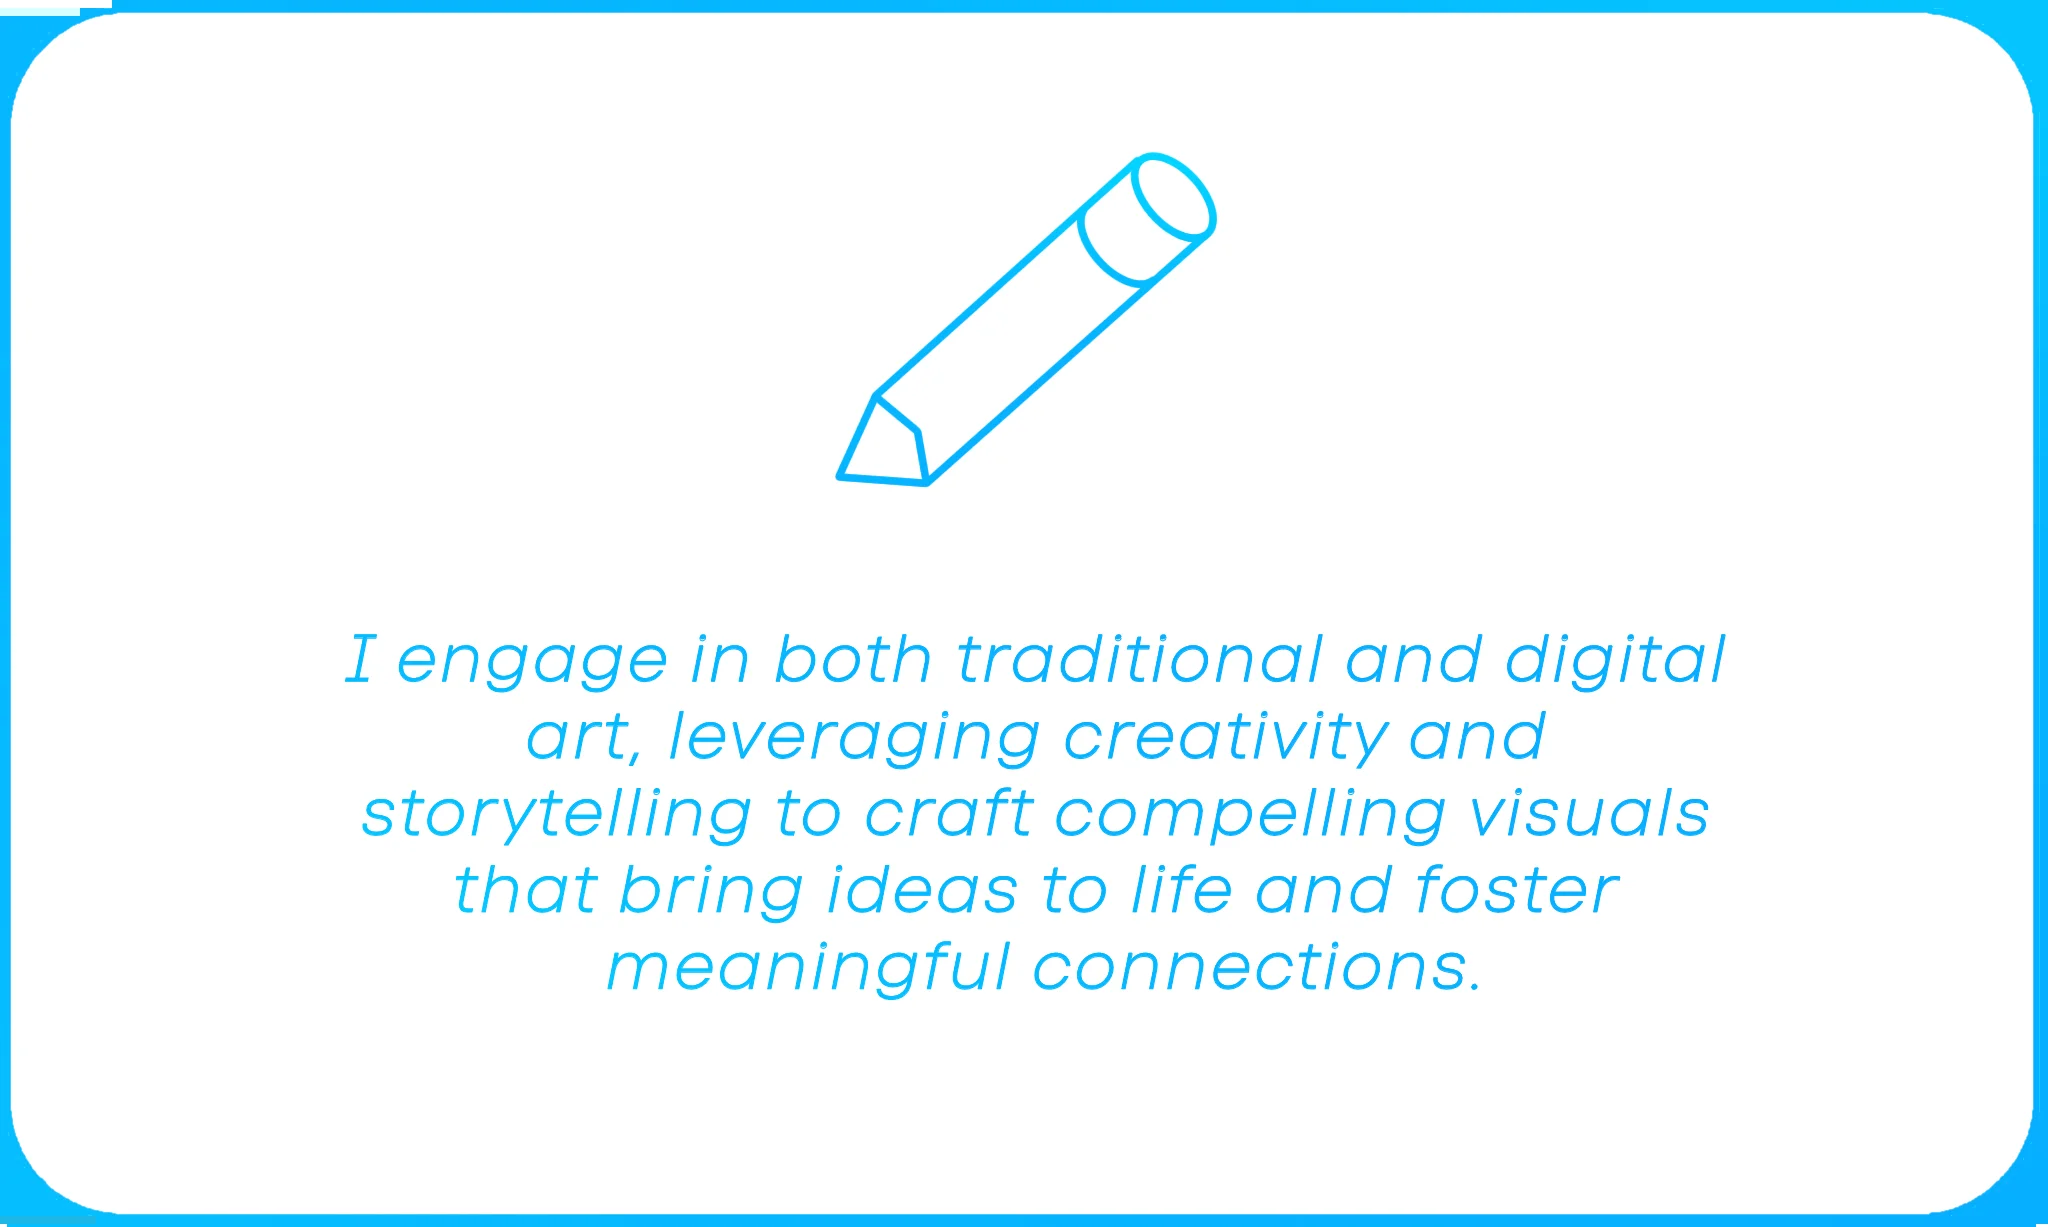 I engage in both traditional and digital
art, leveraging creativity and
storytelling to craft compelling visuals
that bring ideas to life and foster
meaningful connections.